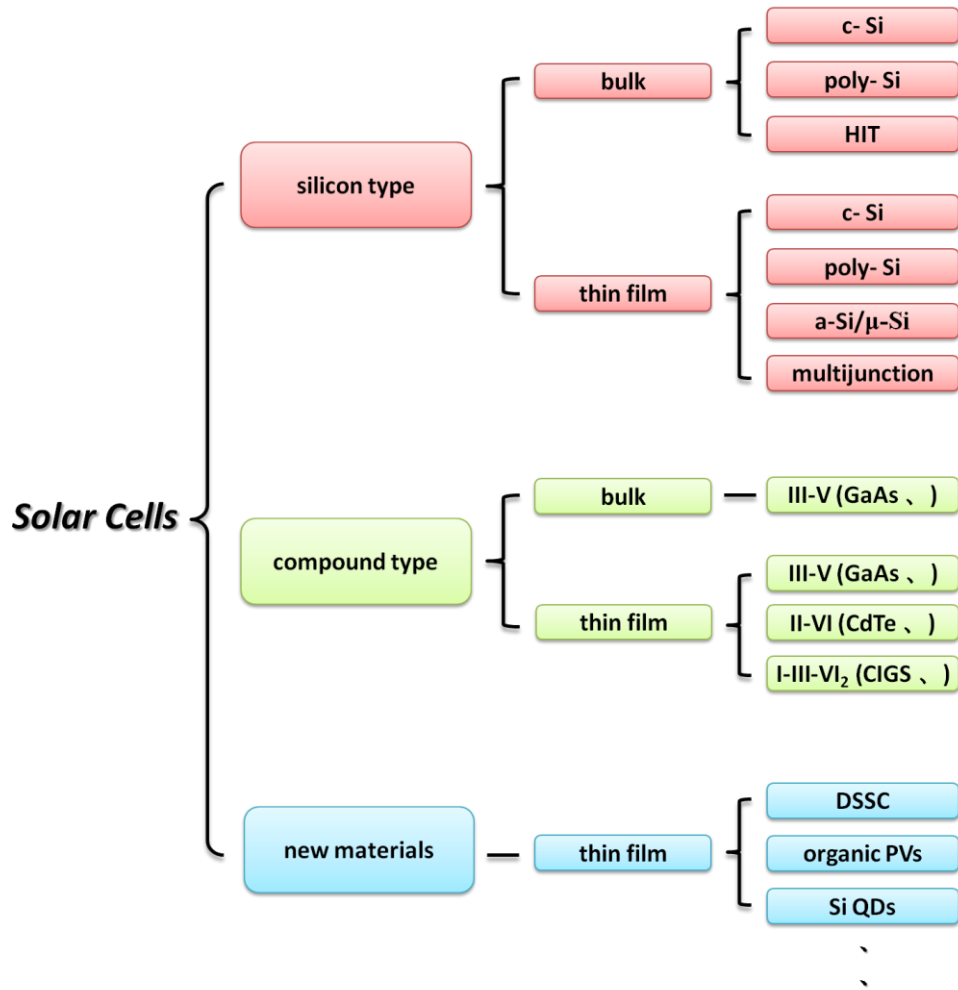 Solar Cells
silicon type
bulk
c- Si
poly- Si
HIT
thin film
c- Si
poly- Si
a-Si/μ-Si
multijunction
compound type
bulk
III-V (GaAs 、)
thin film
III-V (GaAs 、)
II-VI (CdTe 、)
I-III-VI₂ (CIGS 、)
new materials
thin film
DSSC
organic PVs
Si QDs
、
、